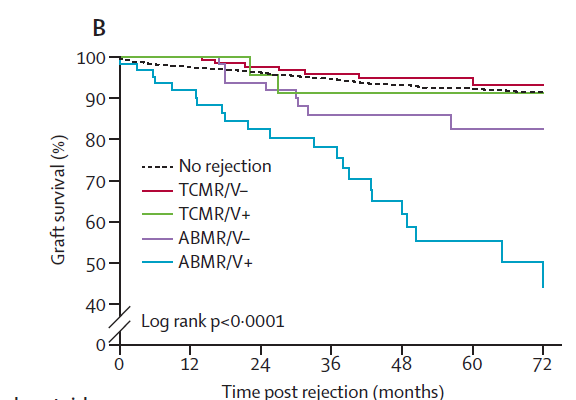 B
100
90
80
70
60
50
40
0
Graft survival (%)
No rejection
TCMR/V–
TCMR/V+
ABMR/V–
ABMR/V+
Log rank p<0·0001
0 12 24 36 48 60 72
Time post rejection (months)